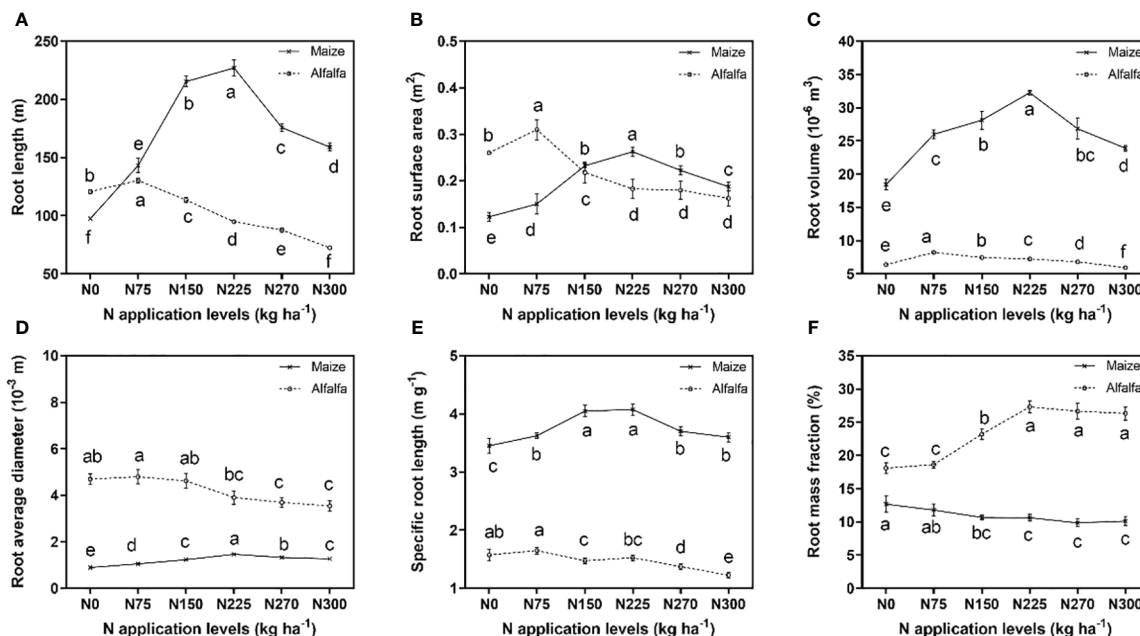 A
Root length (m)
250
200
150
100
50
Maize
Alfalfa
b
f
e
a
b
c
a
d
c
e
d
f
N0 N75 N150 N225 N270 N300
N application levels (kg ha⁻¹)
B
Root surface area (m²)
0.5
0.4
0.3
0.2
0.1
0.0
Maize
Alfalfa
b
e
a
d
b
c
a
d
b
d
c
d
N0 N75 N150 N225 N270 N300
N application levels (kg ha⁻¹)
C
Root volume (10⁻⁶ m³)
40
35
30
25
20
15
10
5
Maize
Alfalfa
e
e
c
a
b
b
a
c
bc
d
d
f
N0 N75 N150 N225 N270 N300
N application levels (kg ha⁻¹)
D
Root average diameter (10⁻³ m)
10
8
6
4
2
0
Maize
Alfalfa
ab
e
a
d
ab
c
bc
a
c
b
c
c
N0 N75 N150 N225 N270 N300
N application levels (kg ha⁻¹)
E
Specific root length (m g⁻¹)
5
4
3
2
1
Maize
Alfalfa
c
ab
b
a
a
c
a
bc
b
d
b
e
N0 N75 N150 N225 N270 N300
N application levels (kg ha⁻¹)
F
Root mass fraction (%)
35
30
25
20
15
10
5
0
Maize
Alfalfa
c
a
c
ab
b
bc
a
c
a
c
a
c
N0 N75 N150 N225 N270 N300
N application levels (kg ha⁻¹)